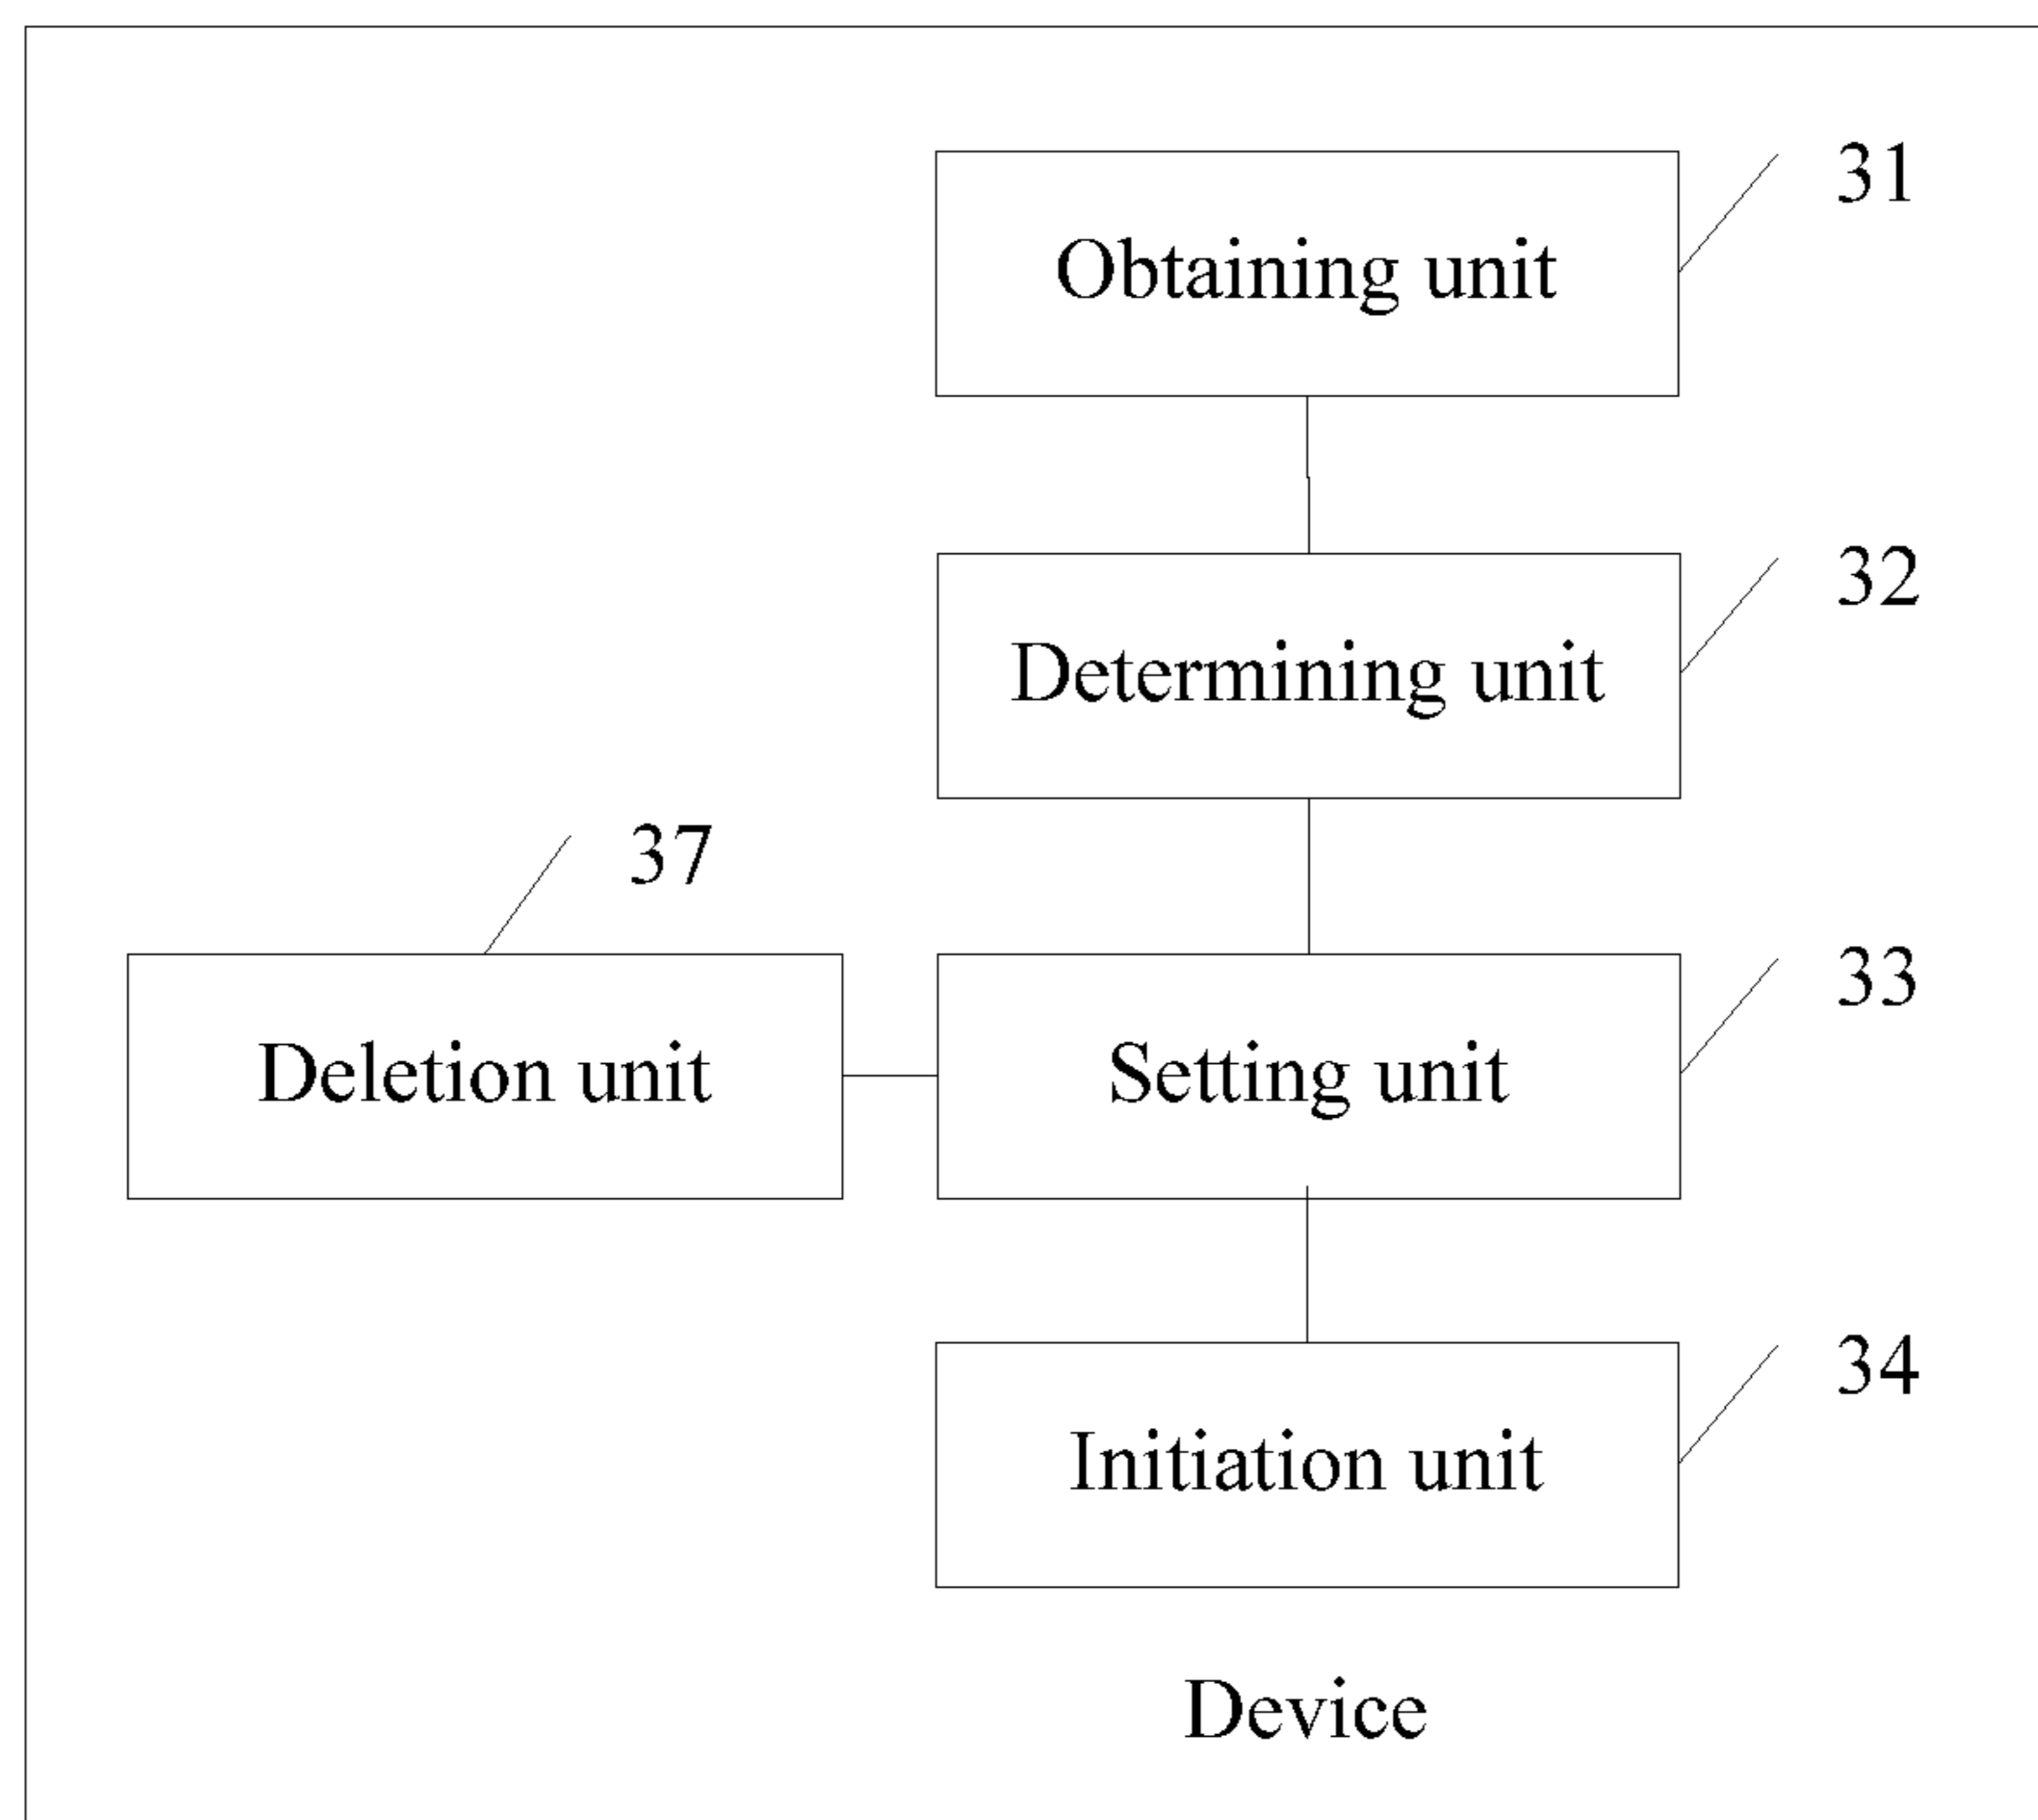 31
Obtaining unit
32
Determining unit
37
33
Deletion unit
Setting unit
34
Initiation unit
Device